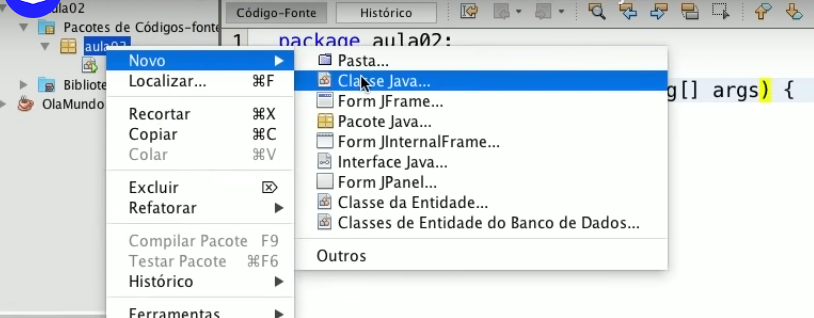 Código-Fonte
Histórico
Pacotes de Códigos-fonte
aula02
OlaMundo
1 package aula02;
g[] args) {
Novo
Localizar... ⌘F
Recortar ⌘X
Copiar ⌘C
Colar ⌘V
Excluir ⌦
Refatorar
Compilar Pacote F9
Testar Pacote ⌘F6
Histórico
Ferramentas
Pasta...
Classe Java...
Form JFrame...
Pacote Java...
Form JInternalFrame...
Interface Java...
Form JPanel...
Classe da Entidade...
Classes de Entidade do Banco de Dados...
Outros